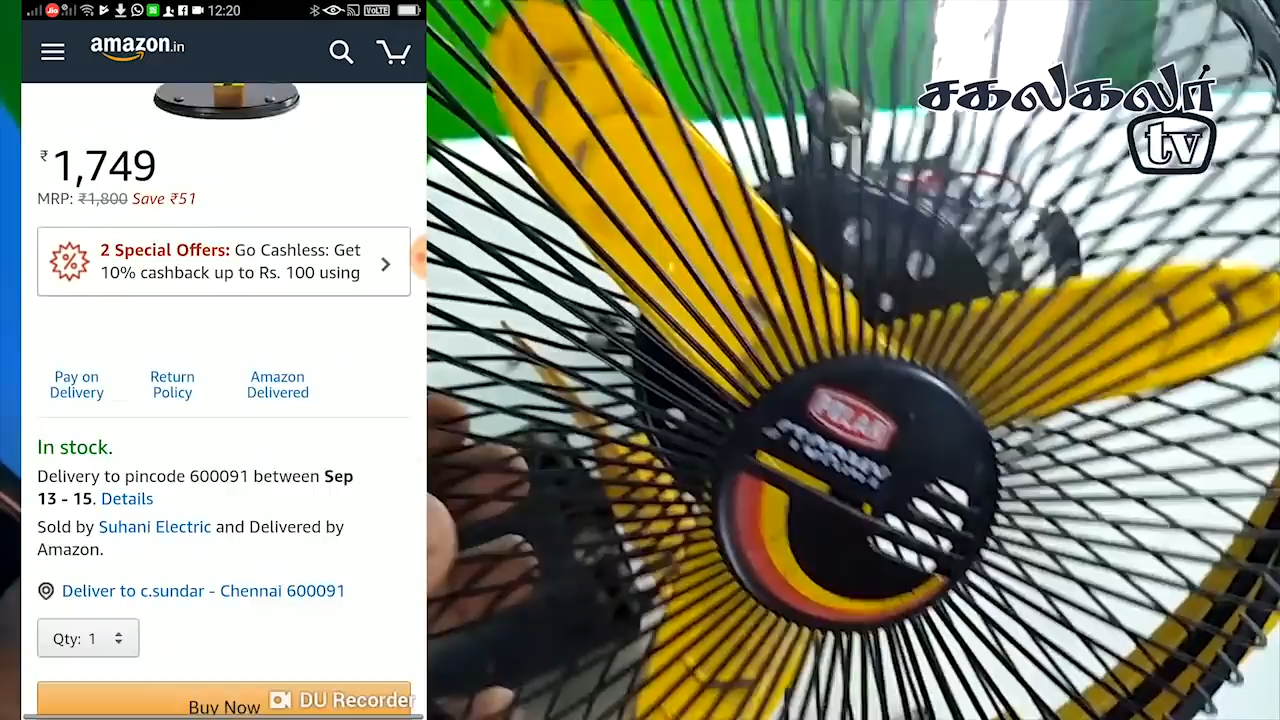 12:20
VoLTE
amazon.in
₹1,749
MRP: ₹1,800 Save ₹51
2 Special Offers: Go Cashless: Get
10% cashback up to Rs. 100 using
Pay on
Delivery
Return
Policy
Amazon
Delivered
In stock.
Delivery to pincode 600091 between Sep
13 - 15. Details
Sold by Suhani Electric and Delivered by
Amazon.
Deliver to c.sundar - Chennai 600091
Qty: 1
Buy Now
DU Recorder
சகலகலர்
tv